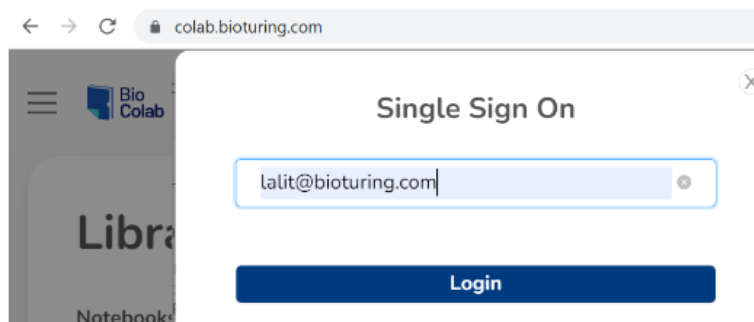 colab.bioturing.com
Bio
Colab
Single Sign On
lalit@bioturing.com
Libra
Login
Notebooks